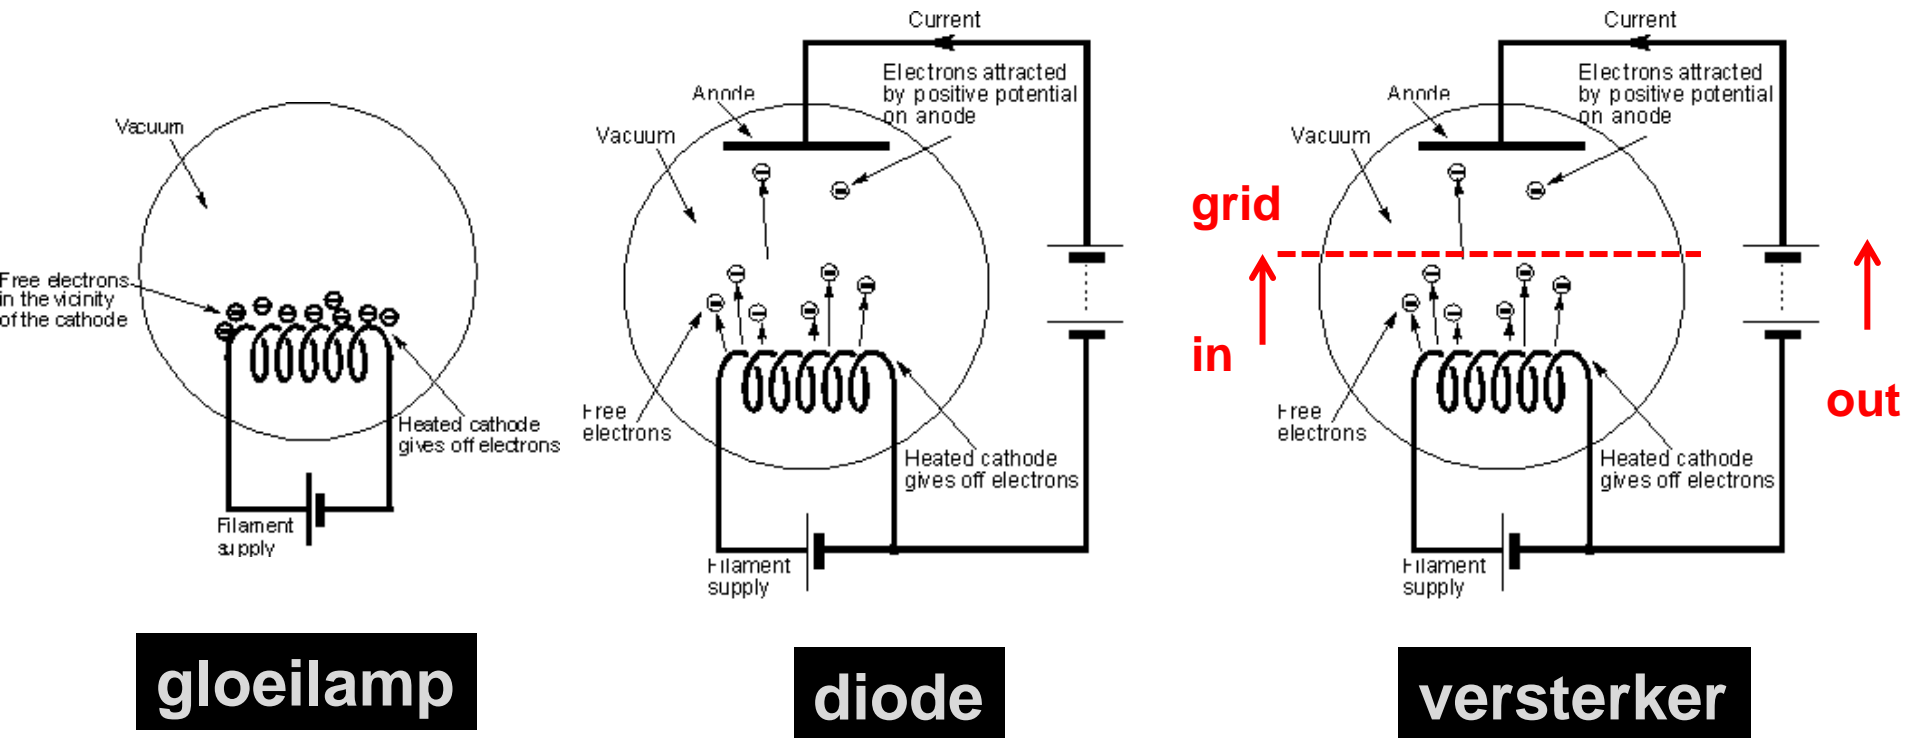 Vacuum
Free electrons
in the vicinity
of the cathode
Heated cathode
gives off electrons
Filament
supply
gloeilamp
Current
Electrons attracted
by positive potential
on anode
Anode
Vacuum
Free
electrons
Heated cathode
gives off electrons
Filament
supply
diode
Current
Electrons attracted
by positive potential
on anode
Anode
Vacuum
grid
in
out
Free
electrons
Heated cathode
gives off electrons
Filament
supply
versterker